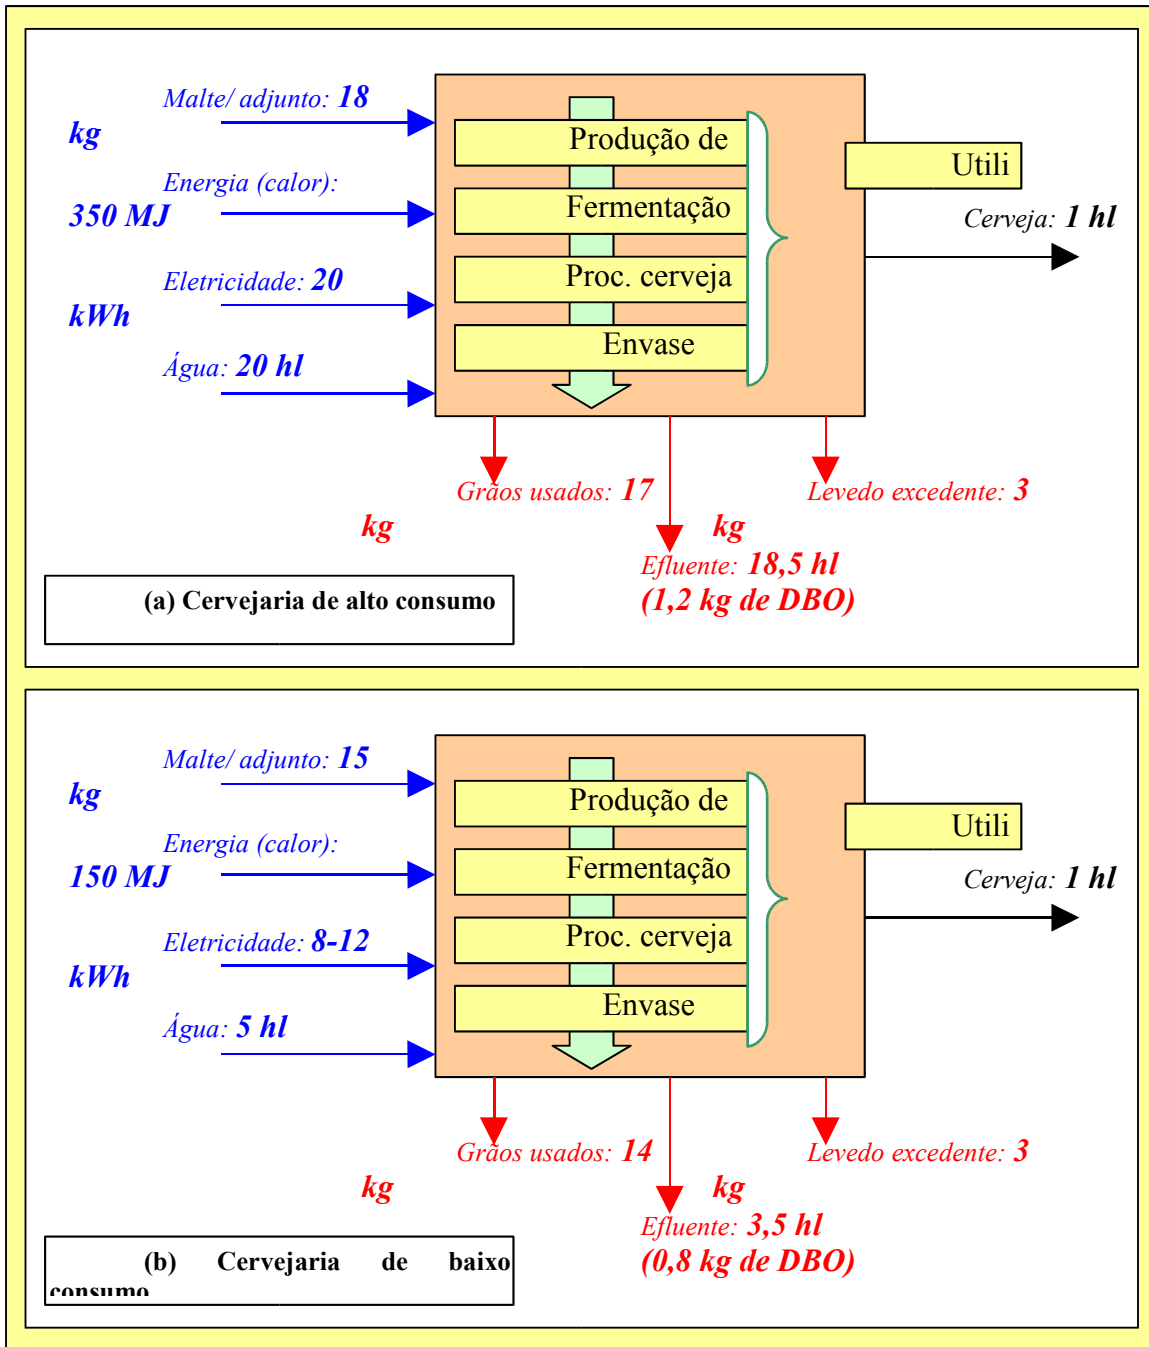 Malte/ adjunto: 18
kg
Energia (calor):
350 MJ
Eletricidade: 20
kWh
Água: 20 hl
Produção de
Fermentação
Proc. cerveja
Envase
Utili
Cerveja: 1 hl
Grãos usados: 17
kg
Levedo excedente: 3
kg
Efluente: 18,5 hl
(1,2 kg de DBO)
(a) Cervejaria de alto consumo
Malte/ adjunto: 15
kg
Energia (calor):
150 MJ
Eletricidade: 8-12
kWh
Água: 5 hl
Produção de
Fermentação
Proc. cerveja
Envase
Utili
Cerveja: 1 hl
Grãos usados: 14
kg
Levedo excedente: 3
kg
Efluente: 3,5 hl
(0,8 kg de DBO)
(b) Cervejaria de baixo
consumo